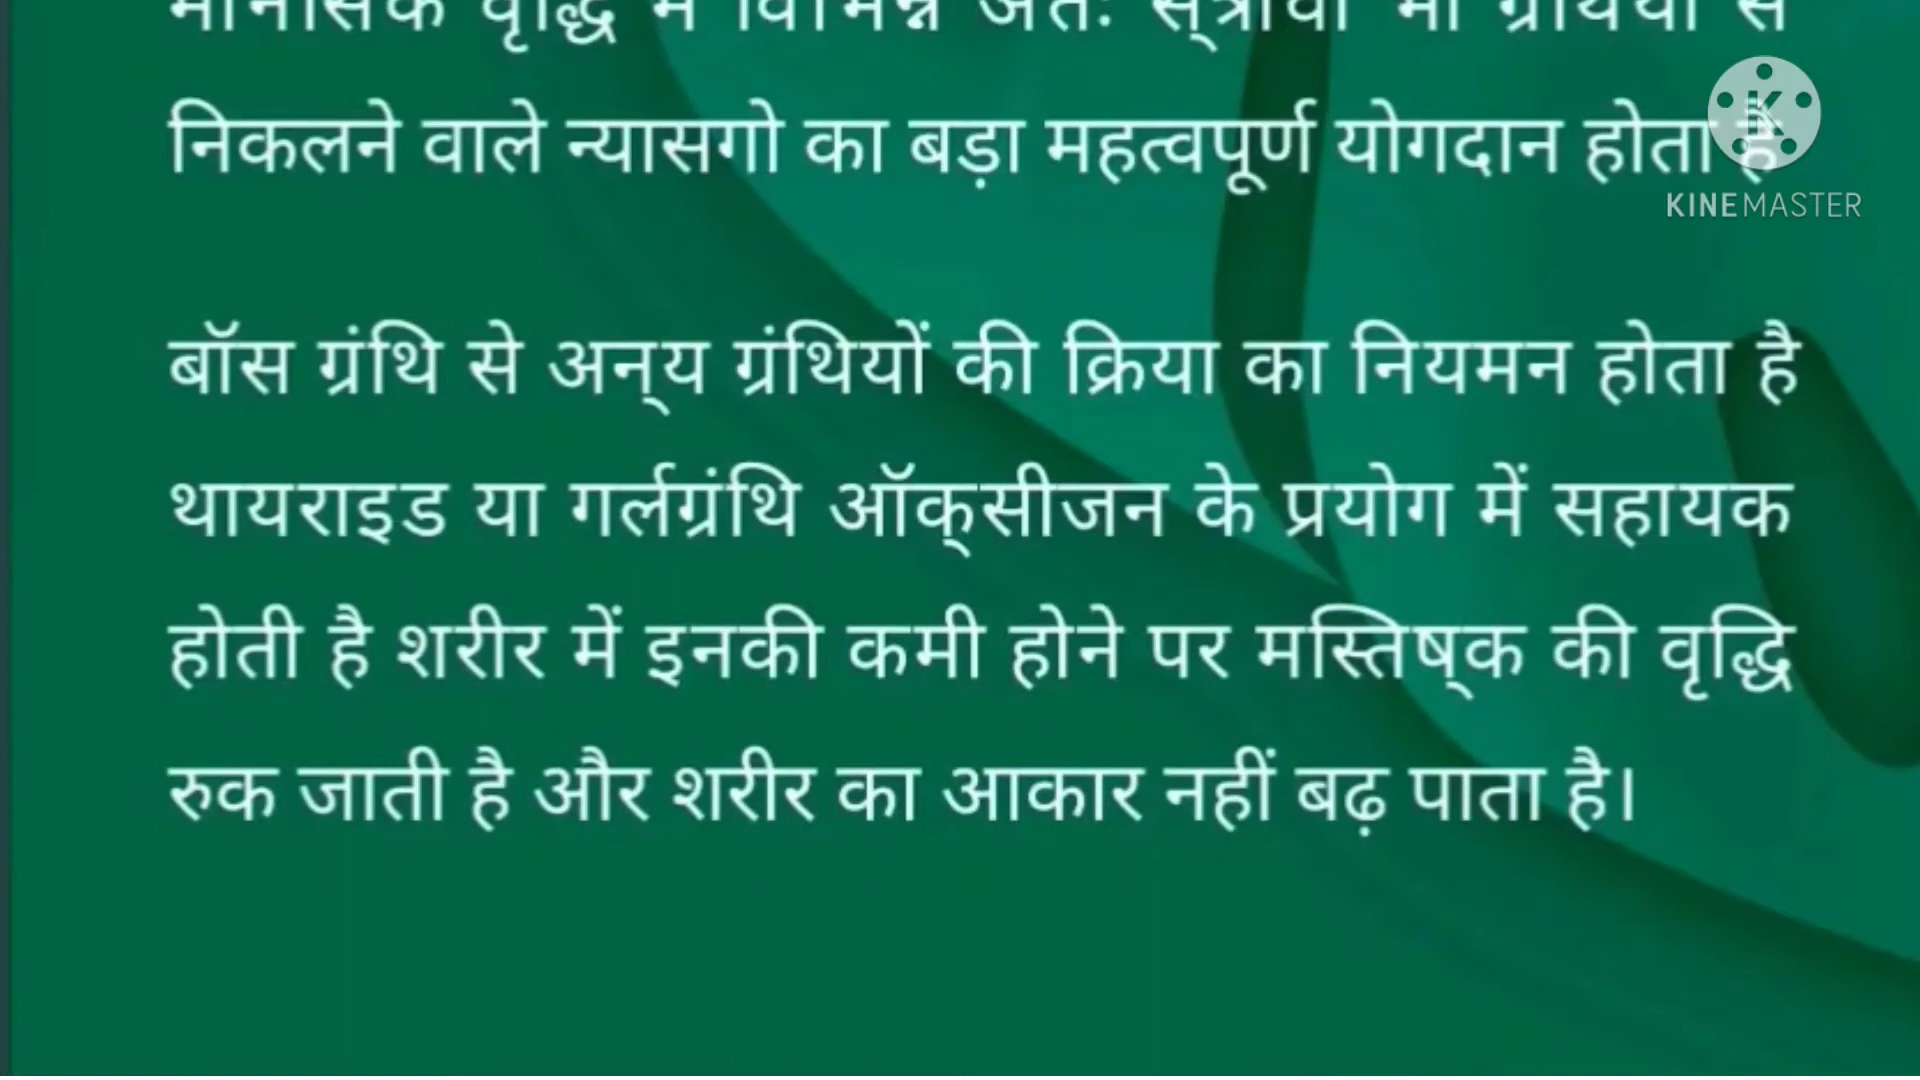 मानसिक वृद्धि में विभिन्न अंतः स्त्रावी भी ग्रंथियों से
निकलने वाले न्यासगो का बड़ा महत्वपूर्ण योगदान होता है
KINEMASTER
बॉस ग्रंथि से अन्‌य ग्रंथियों की क्रिया का नियमन होता है
थायराइड या गर्लग्रंथि ऑक्‌सीजन के प्रयोग में सहायक
होती है शरीर में इनकी कमी होने पर मस्तिष्‌क की वृद्धि
रुक जाती है और शरीर का आकार नहीं बढ़ पाता है।